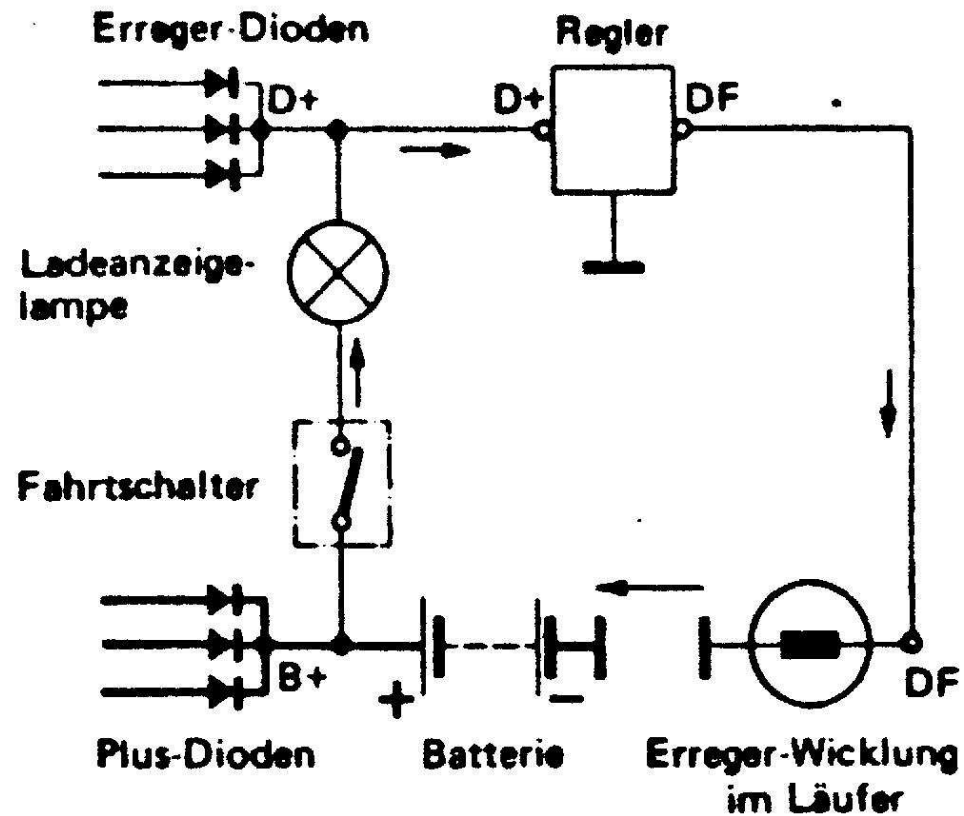 Erreger-Dioden
Regler
D+
D+
DF
Ladeanzeige-
lampe
Fahrtschalter
B+
+
−
DF
Plus-Dioden
Batterie
Erreger-Wicklung
im Läufer